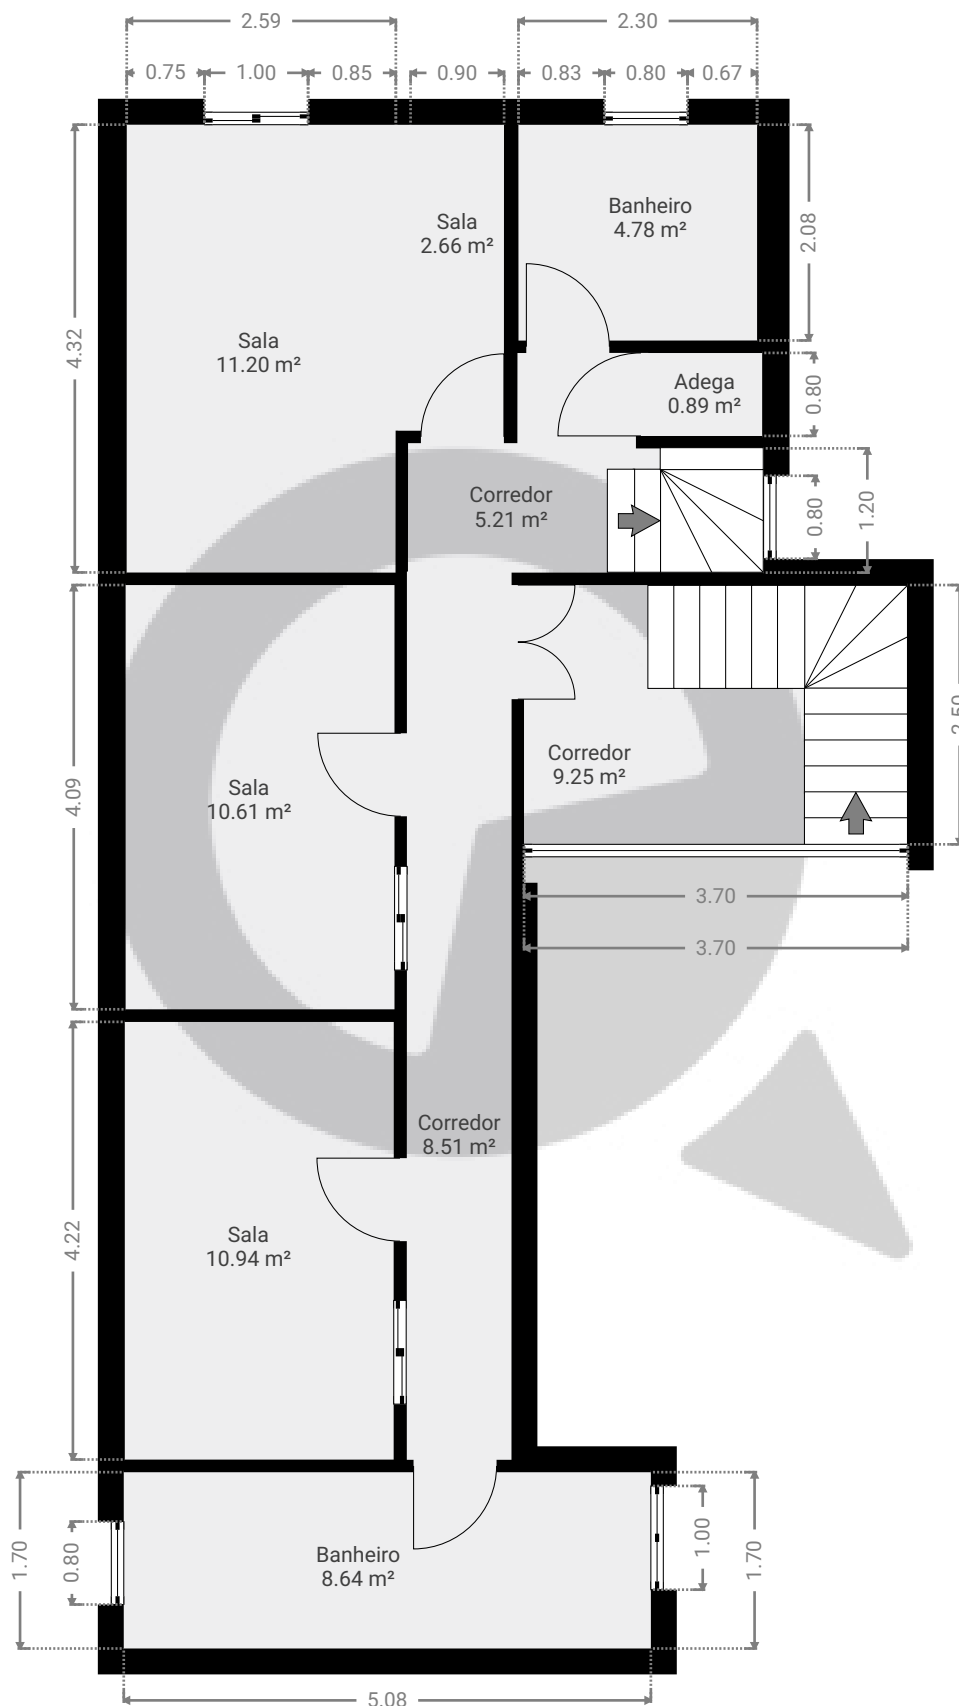 2.59
2.30
0.75
1.00
0.85
0.90
0.83
0.80
0.67
Banheiro
4.78 m²
Sala
2.66 m²
2.08
4.32
Sala
11.20 m²
Adega
0.89 m²
0.80
Corredor
5.21 m²
0.80
1.20
2.50
Corredor
9.25 m²
4.09
Sala
10.61 m²
3.70
3.70
Corredor
8.51 m²
4.22
Sala
10.94 m²
1.70
0.80
Banheiro
8.64 m²
1.00
1.70
5.08